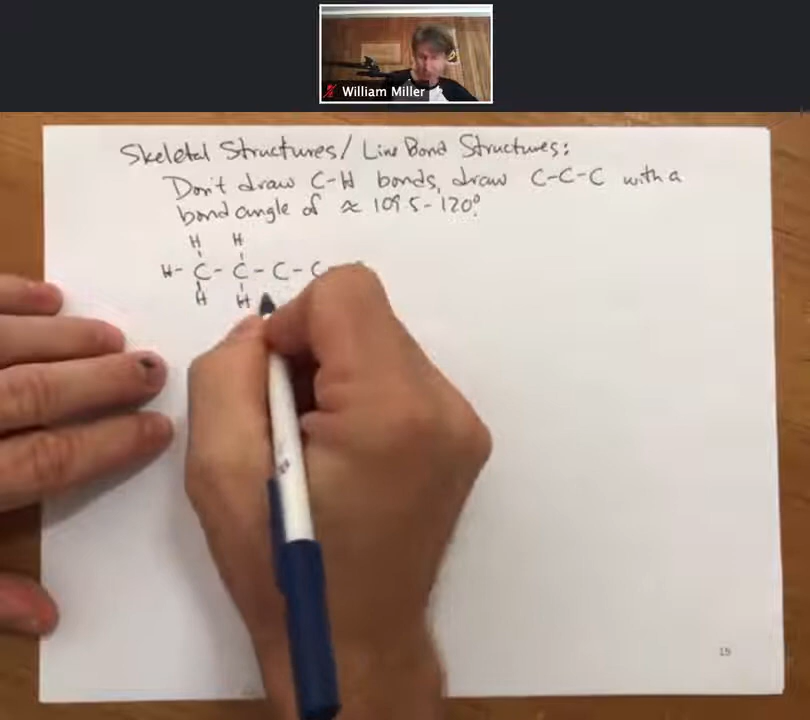 William Miller
Skeletal Structures/ Line Bond Structures:
Don't draw C-H bonds, draw C-C-C with a
bond angle of ≈ 109.5-120°.
H H
H-C-C-C-C
H H
15